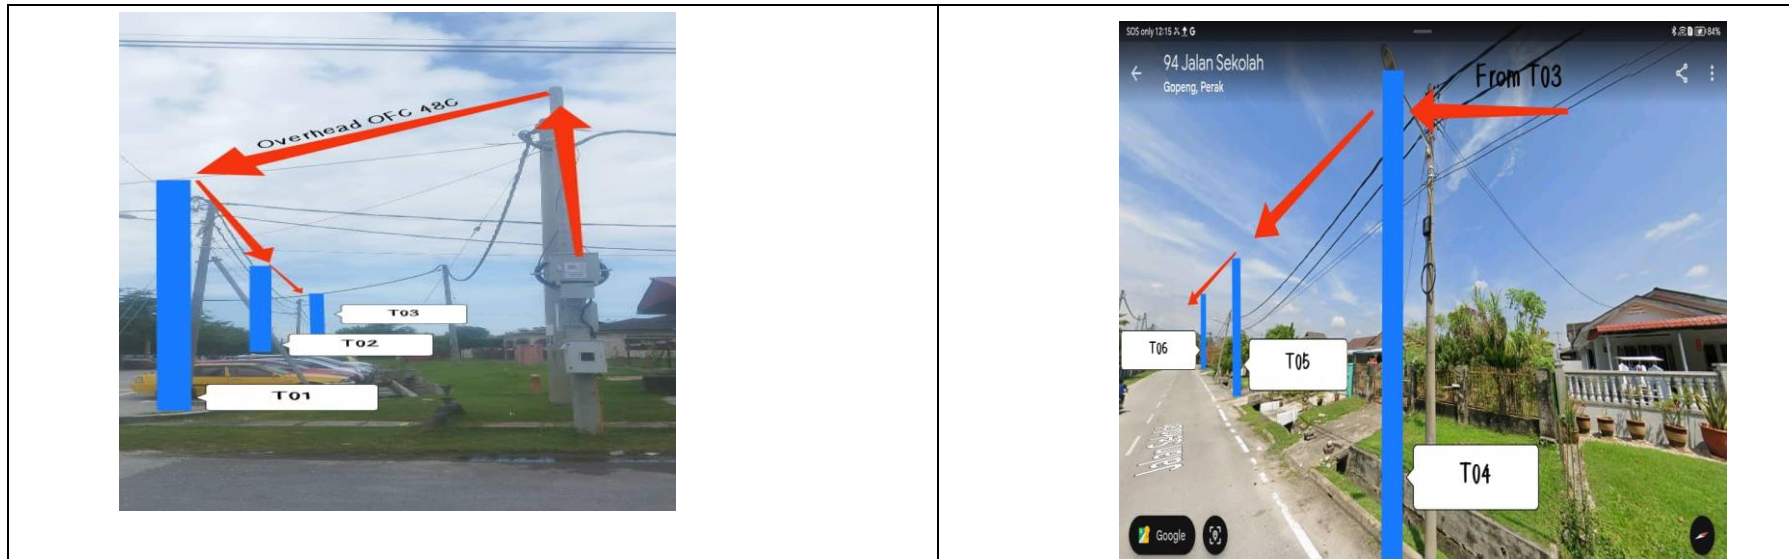 Overhead OFC 48C
T03
T02
T01
SOS only 12:15
84%
94 Jalan Sekolah
Gopeng, Perak
From T03
T06
T05
T04
Jalan Sekolah
Google